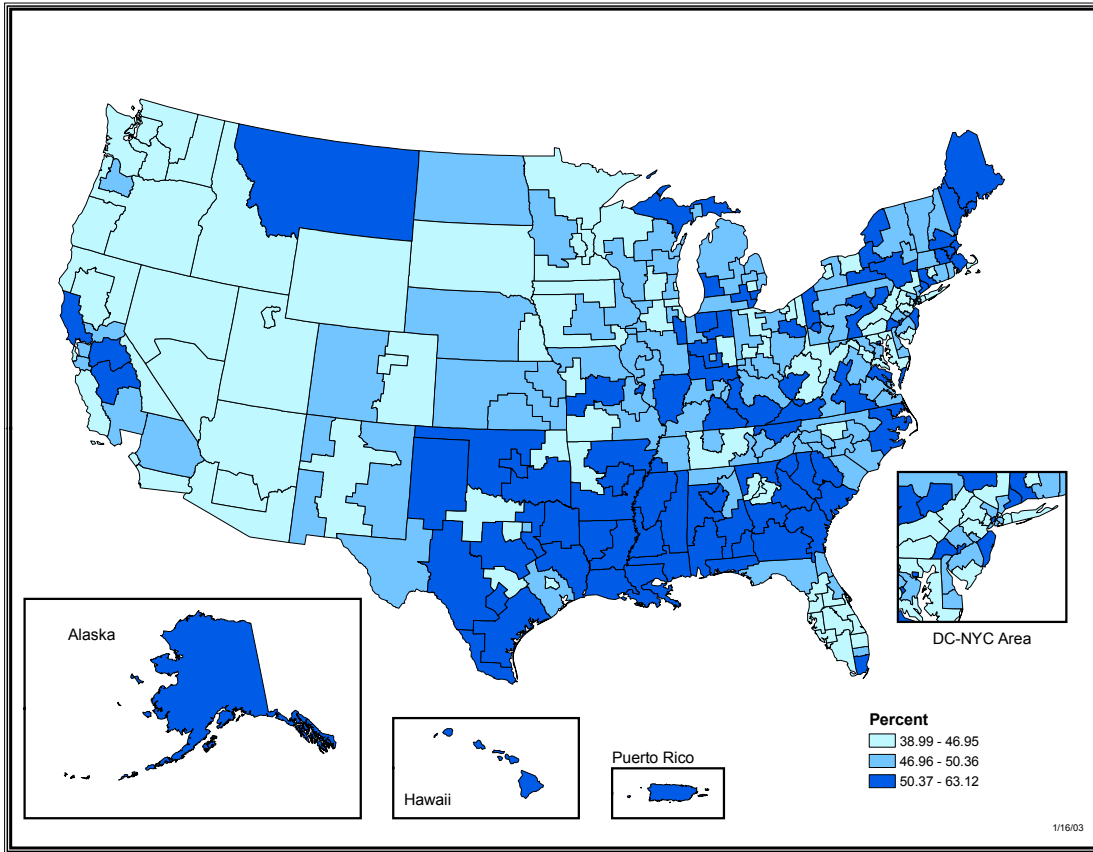 Alaska
Hawaii
Puerto Rico
DC-NYC Area
Percent
38.99 - 46.95
46.96 - 50.36
50.37 - 63.12
1/16/03